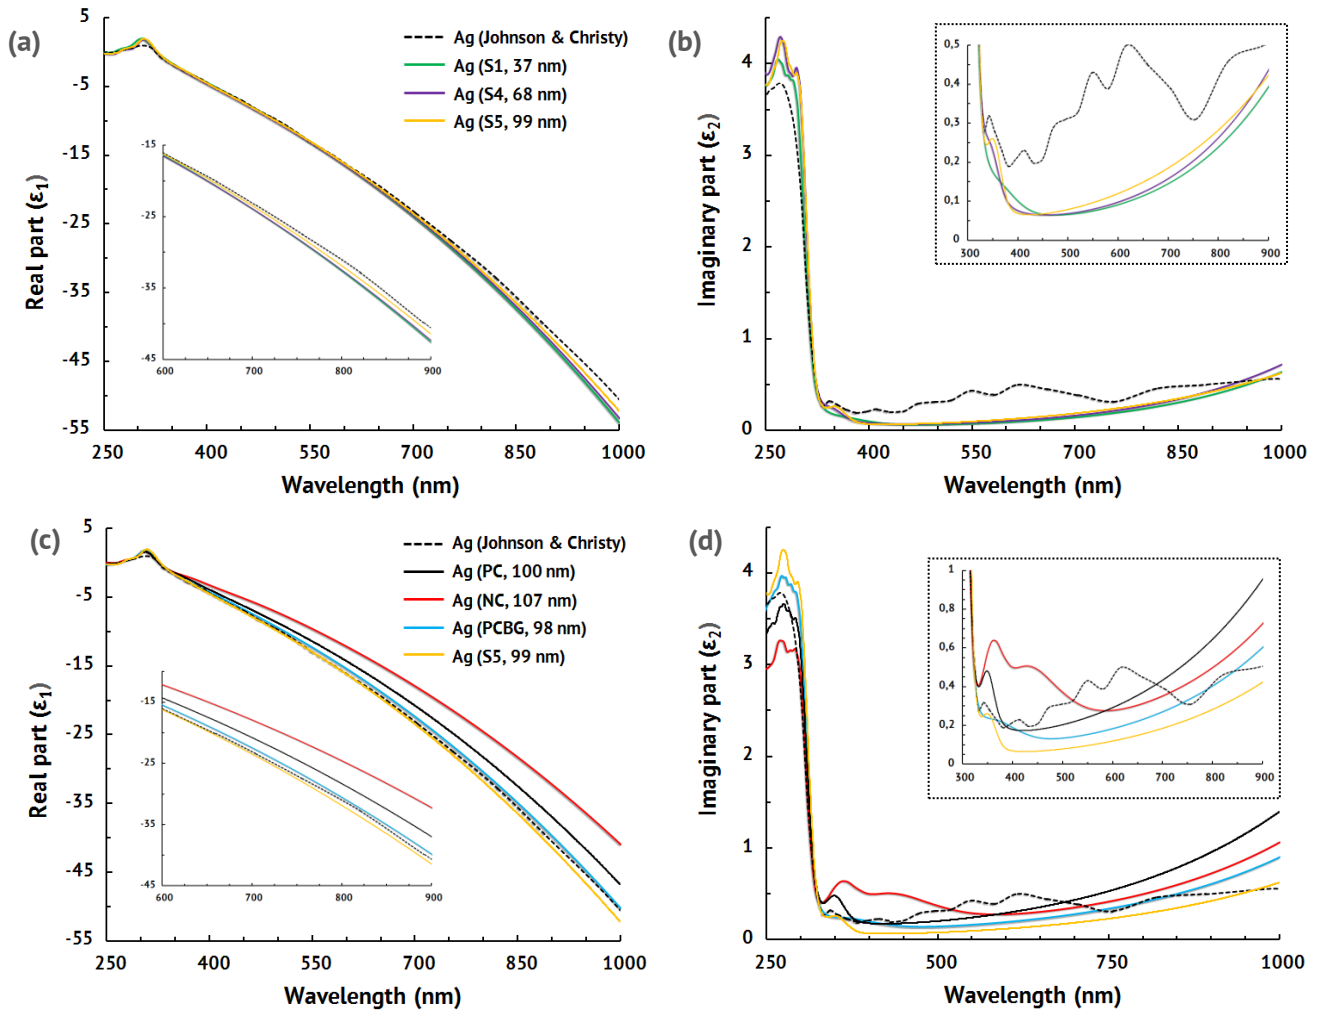 (a)
5
-5
-15
-25
-35
-45
-55
Real part (ε1)
250 400 550 700 850 1000
Wavelength (nm)
Ag (Johnson & Christy)
Ag (S1, 37 nm)
Ag (S4, 68 nm)
Ag (S5, 99 nm)
-15
-25
-35
-45
600 700 800 900
(b)
4
3
2
1
0
Imaginary part (ε2)
250 400 550 700 850 1000
Wavelength (nm)
0,5
0,4
0,3
0,2
0,1
0
300 400 500 600 700 800 900
(c)
5
-5
-15
-25
-35
-45
-55
Real part (ε1)
250 400 550 700 850 1000
Wavelength (nm)
Ag (Johnson & Christy)
Ag (PC, 100 nm)
Ag (NC, 107 nm)
Ag (PCBG, 98 nm)
Ag (S5, 99 nm)
-15
-25
-35
-45
600 700 800 900
(d)
4
3
2
1
0
Imaginary part (ε2)
250 500 750 1000
Wavelength (nm)
1
0,8
0,6
0,4
0,2
0
300 400 500 600 700 800 900